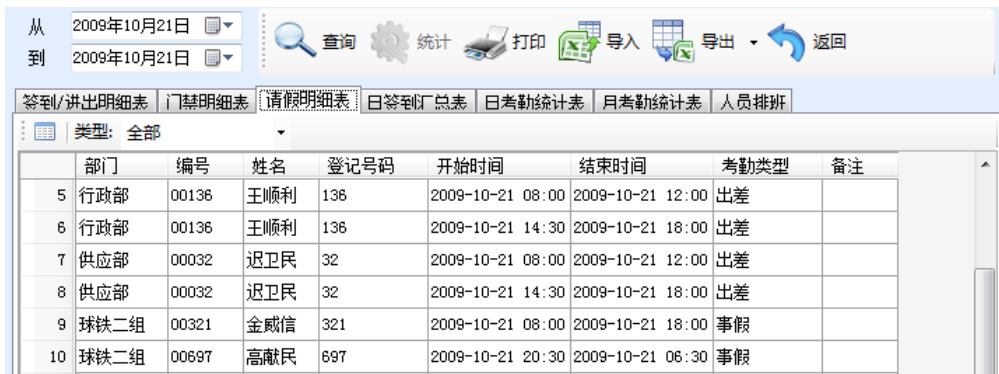 从 2009年10月21日
到 2009年10月21日
查询 统计 打印 导入 导出 返回
签到/讲出明细表 门禁明细表 请假明细表 日签到汇总表 日考勤统计表 月考勤统计表 人员排班
类型: 全部
部门 编号 姓名 登记号码 开始时间 结束时间 考勤类型 备注
5 行政部 00136 王顺利 136 2009-10-21 08:00 2009-10-21 12:00 出差
6 行政部 00136 王顺利 136 2009-10-21 14:30 2009-10-21 18:00 出差
7 供应部 00032 迟卫民 32 2009-10-21 08:00 2009-10-21 12:00 出差
8 供应部 00032 迟卫民 32 2009-10-21 14:30 2009-10-21 18:00 出差
9 球铁二组 00321 金威信 321 2009-10-21 08:00 2009-10-21 18:00 事假
10 球铁二组 00697 高献民 697 2009-10-21 20:30 2009-10-21 06:30 事假